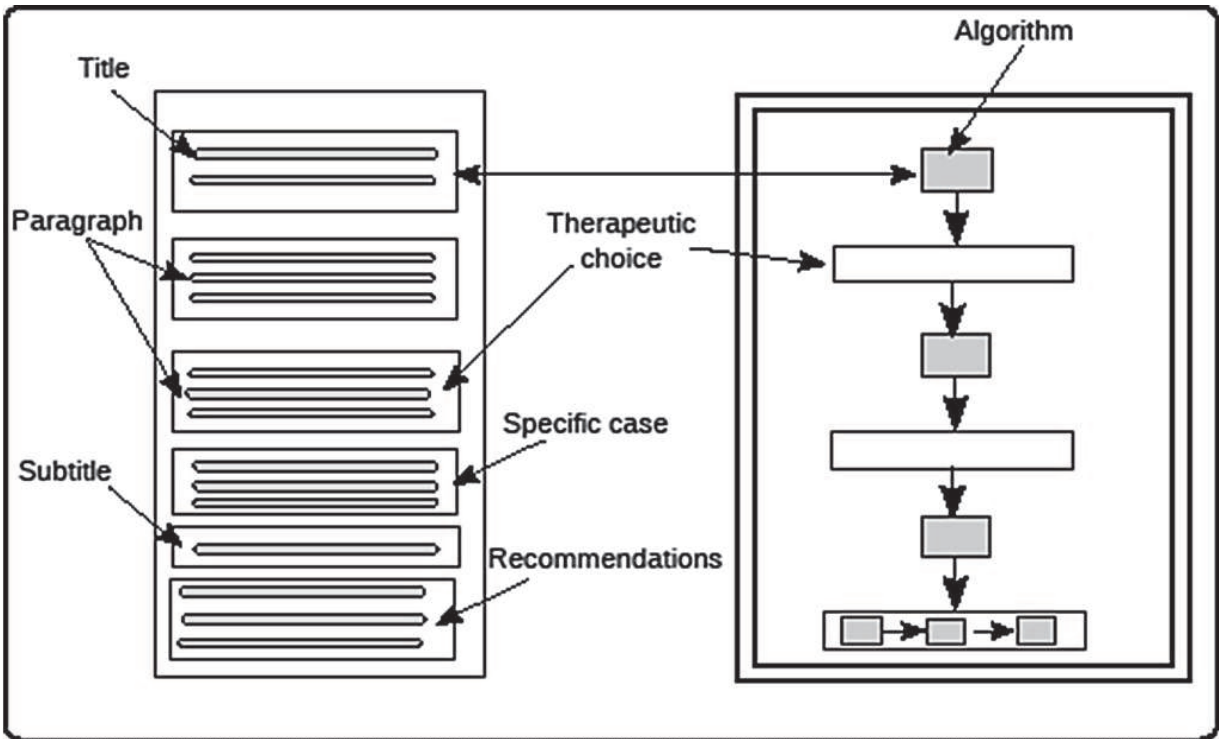 Algorithm
Title
Paragraph
Therapeutic
choice
Specific case
Subtitle
Recommendations